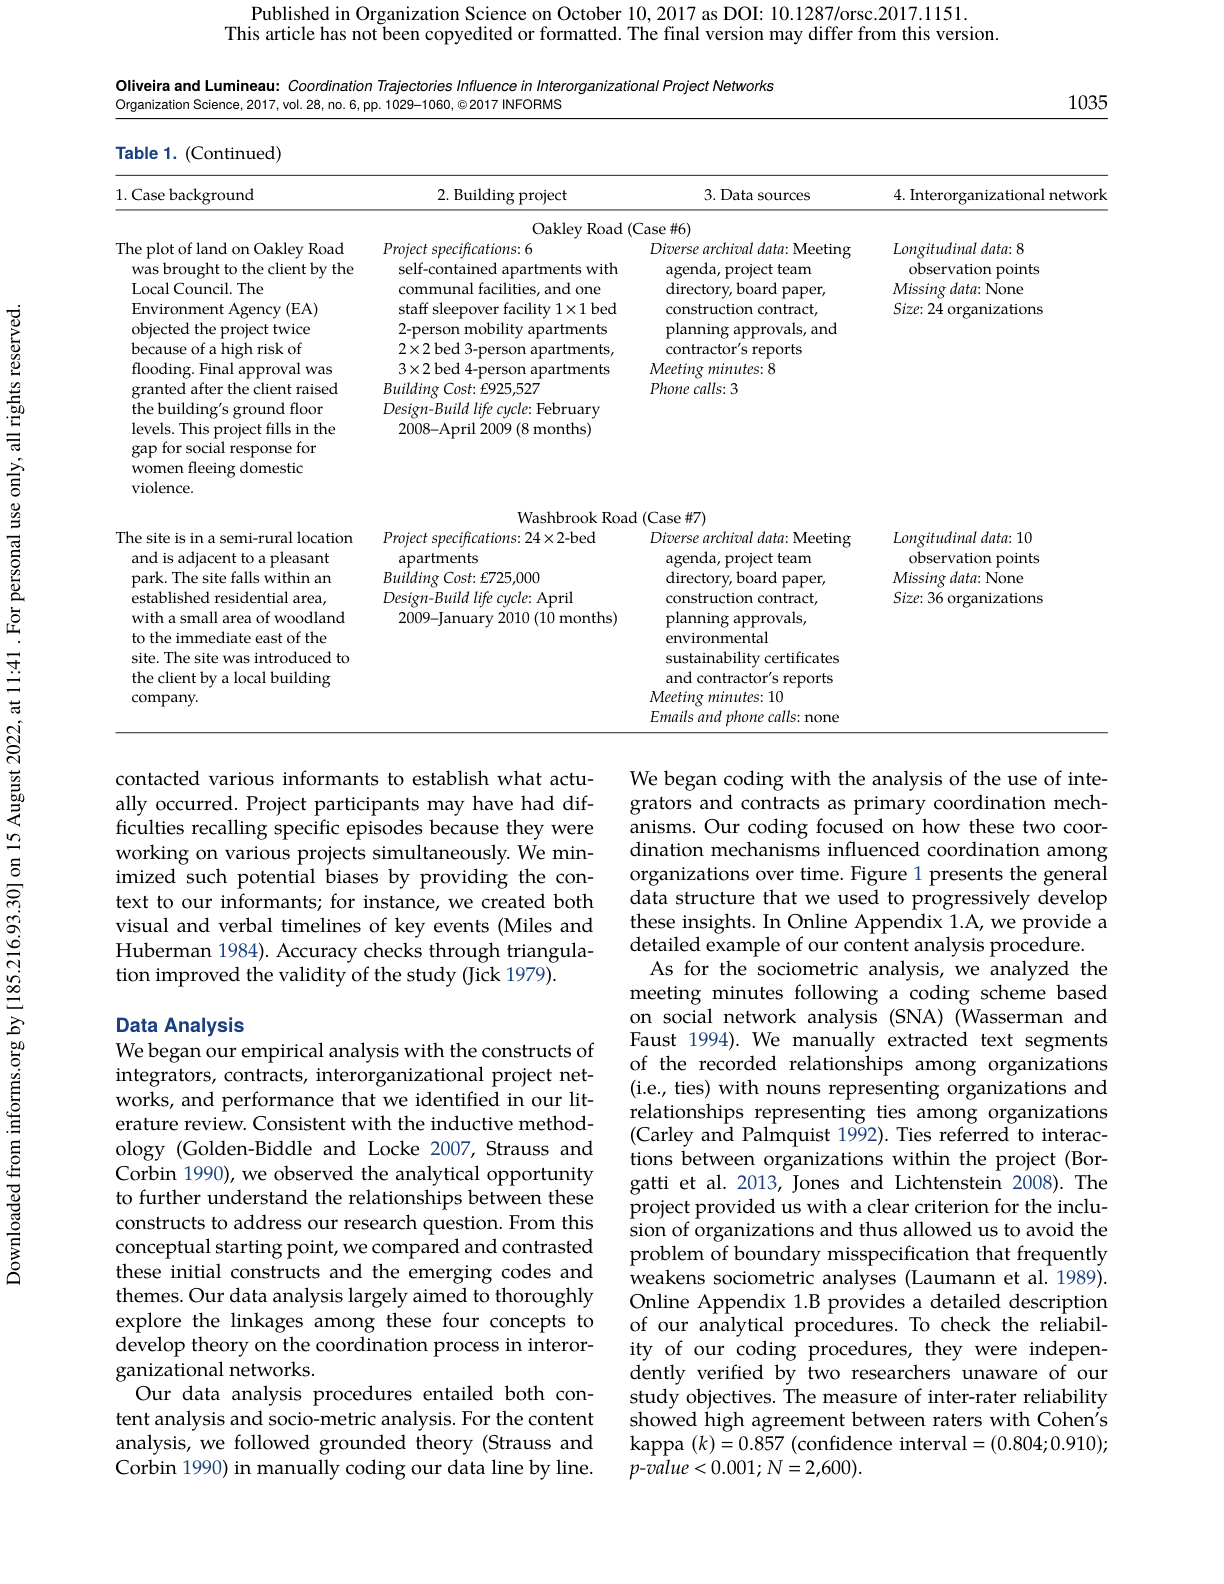 Published in Organization Science on October 10, 2017 as DOI: 10.1287/orsc.2017.1151.
This article has not been copyedited or formatted. The final version may differ from this version.
Oliveira and Lumineau: Coordination Trajectories Influence in Interorganizational Project Networks
Organization Science, 2017, vol. 28, no. 6, pp. 1029–1060, © 2017 INFORMS
1035
Table 1. (Continued)
1. Case background
2. Building project
3. Data sources
4. Interorganizational network
Oakley Road (Case #6)
The plot of land on Oakley Road
was brought to the client by the
Local Council. The
Environment Agency (EA)
objected the project twice
because of a high risk of
flooding. Final approval was
granted after the client raised
the building’s ground floor
levels. This project fills in the
gap for social response for
women fleeing domestic
violence.
Project specifications: 6
self-contained apartments with
communal facilities, and one
staff sleepover facility 1 × 1 bed
2-person mobility apartments
2 × 2 bed 3-person apartments,
3 × 2 bed 4-person apartments
Building Cost: £925,527
Design-Build life cycle: February
2008–April 2009 (8 months)
Diverse archival data: Meeting
agenda, project team
directory, board paper,
construction contract,
planning approvals, and
contractor’s reports
Meeting minutes: 8
Phone calls: 3
Longitudinal data: 8
observation points
Missing data: None
Size: 24 organizations
Washbrook Road (Case #7)
The site is in a semi-rural location
and is adjacent to a pleasant
park. The site falls within an
established residential area,
with a small area of woodland
to the immediate east of the
site. The site was introduced to
the client by a local building
company.
Project specifications: 24 × 2-bed
apartments
Building Cost: £725,000
Design-Build life cycle: April
2009–January 2010 (10 months)
Diverse archival data: Meeting
agenda, project team
directory, board paper,
construction contract,
planning approvals,
environmental
sustainability certificates
and contractor’s reports
Meeting minutes: 10
Emails and phone calls: none
Longitudinal data: 10
observation points
Missing data: None
Size: 36 organizations
contacted various informants to establish what actu-
ally occurred. Project participants may have had dif-
ficulties recalling specific episodes because they were
working on various projects simultaneously. We min-
imized such potential biases by providing the con-
text to our informants; for instance, we created both
visual and verbal timelines of key events (Miles and
Huberman 1984). Accuracy checks through triangula-
tion improved the validity of the study (Jick 1979).
Data Analysis
We began our empirical analysis with the constructs of
integrators, contracts, interorganizational project net-
works, and performance that we identified in our lit-
erature review. Consistent with the inductive method-
ology (Golden-Biddle and Locke 2007, Strauss and
Corbin 1990), we observed the analytical opportunity
to further understand the relationships between these
constructs to address our research question. From this
conceptual starting point, we compared and contrasted
these initial constructs and the emerging codes and
themes. Our data analysis largely aimed to thoroughly
explore the linkages among these four concepts to
develop theory on the coordination process in interor-
ganizational networks.
Our data analysis procedures entailed both con-
tent analysis and socio-metric analysis. For the content
analysis, we followed grounded theory (Strauss and
Corbin 1990) in manually coding our data line by line.
We began coding with the analysis of the use of inte-
grators and contracts as primary coordination mech-
anisms. Our coding focused on how these two coor-
dination mechanisms influenced coordination among
organizations over time. Figure 1 presents the general
data structure that we used to progressively develop
these insights. In Online Appendix 1.A, we provide a
detailed example of our content analysis procedure.
As for the sociometric analysis, we analyzed the
meeting minutes following a coding scheme based
on social network analysis (SNA) (Wasserman and
Faust 1994). We manually extracted text segments
of the recorded relationships among organizations
(i.e., ties) with nouns representing organizations and
relationships representing ties among organizations
(Carley and Palmquist 1992). Ties referred to interac-
tions between organizations within the project (Bor-
gatti et al. 2013, Jones and Lichtenstein 2008). The
project provided us with a clear criterion for the inclu-
sion of organizations and thus allowed us to avoid the
problem of boundary misspecification that frequently
weakens sociometric analyses (Laumann et al. 1989).
Online Appendix 1.B provides a detailed description
of our analytical procedures. To check the reliabil-
ity of our coding procedures, they were indepen-
dently verified by two researchers unaware of our
study objectives. The measure of inter-rater reliability
showed high agreement between raters with Cohen’s
kappa (k) = 0.857 (confidence interval = (0.804; 0.910);
p-value < 0.001; N = 2,600).
Downloaded from informs.org by [185.216.93.30] on 15 August 2022, at 11:41 . For personal use only, all rights reserved.